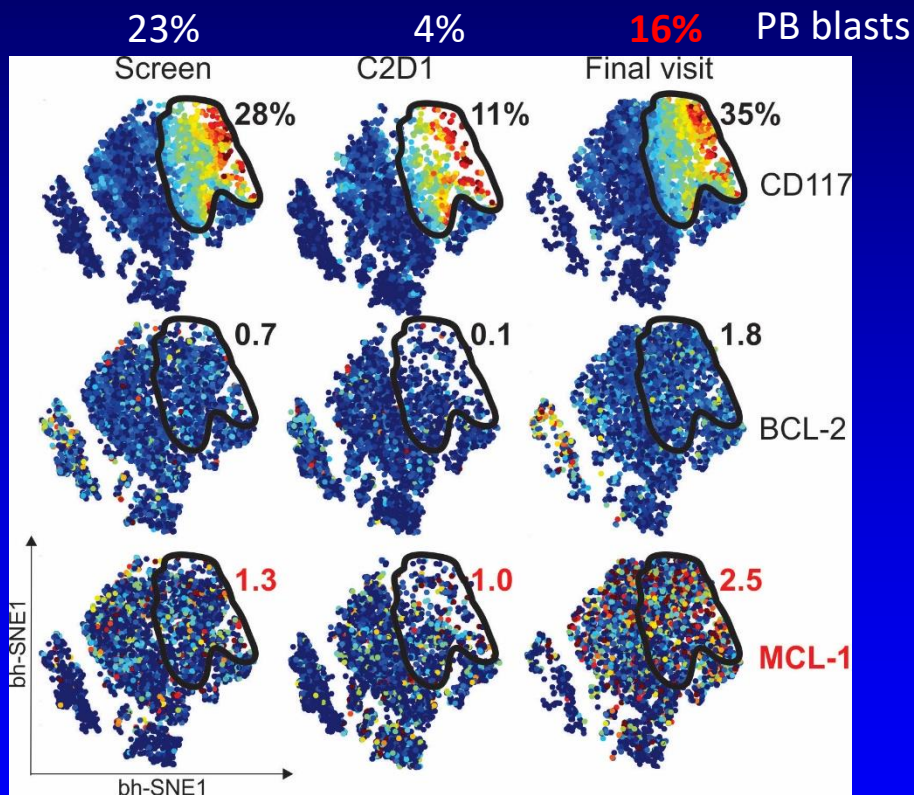 23% 4% 16% PB blasts
Screen C2D1 Final visit
28% 11% 35%
CD117
0.7 0.1 1.8
BCL-2
1.3 1.0 2.5
MCL-1
bh-SNE1
bh-SNE1